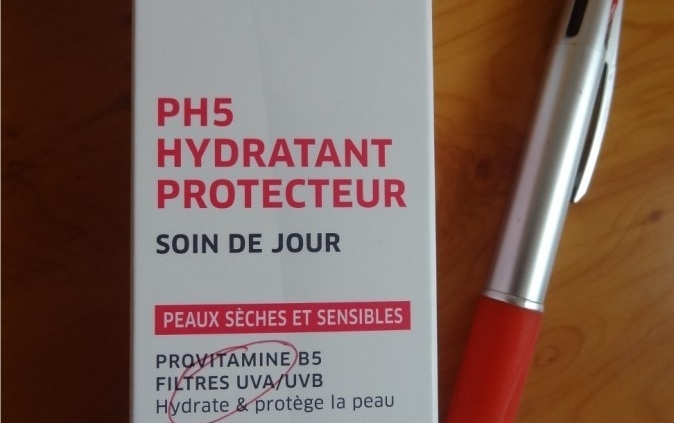 PH5
HYDRATANT
PROTECTEUR
SOIN DE JOUR
PEAUX SÈCHES ET SENSIBLES
PROVITAMINE B5
FILTRES UVA/UVB
Hydrate & protège la peau